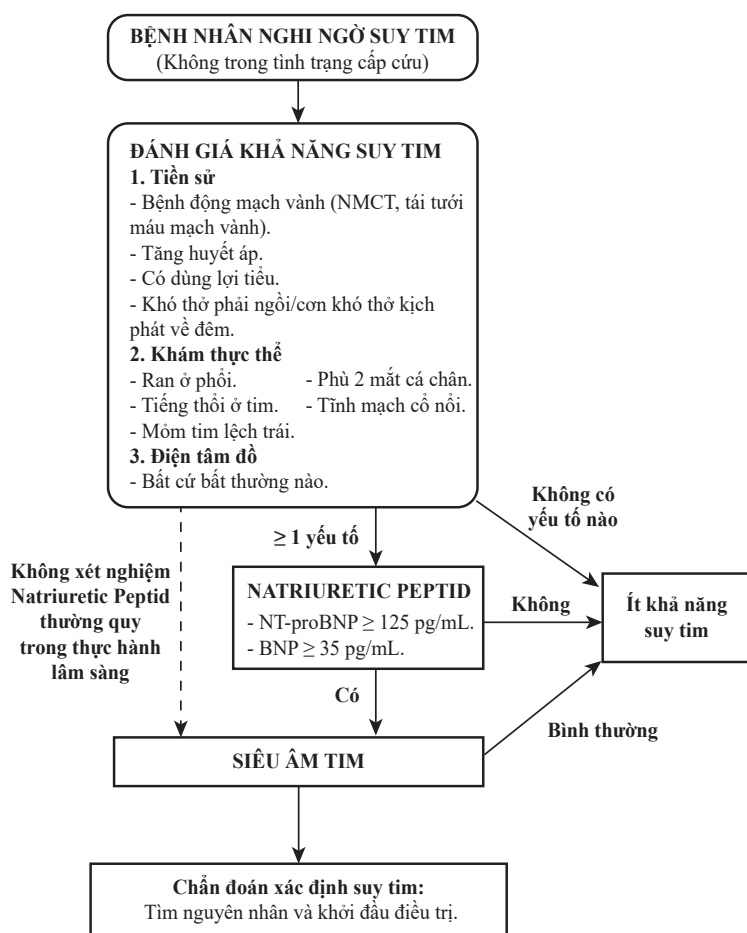 BỆNH NHÂN NGHI NGỜ SUY TIM
(Không trong tình trạng cấp cứu)
ĐÁNH GIÁ KHẢ NĂNG SUY TIM
1. Tiền sử
- Bệnh động mạch vành (NMCT, tái tưới
máu mạch vành).
- Tăng huyết áp.
- Có dùng lợi tiểu.
- Khó thở phải ngồi/cơn khó thở kịch
phát về đêm.
2. Khám thực thể
- Ran ở phổi. - Phù 2 mắt cá chân.
- Tiếng thổi ở tim. - Tĩnh mạch cổ nổi.
- Mỏm tim lệch trái.
3. Điện tâm đồ
- Bất cứ bất thường nào.
Không có
yếu tố nào
≥ 1 yếu tố
Không xét nghiệm
Natriuretic Peptid
thường quy
trong thực hành
lâm sàng
NATRIURETIC PEPTID
- NT-proBNP ≥ 125 pg/mL.
- BNP ≥ 35 pg/mL.
Không
Ít khả năng
suy tim
Có
Bình thường
SIÊU ÂM TIM
Chẩn đoán xác định suy tim:
Tìm nguyên nhân và khởi đầu điều trị.